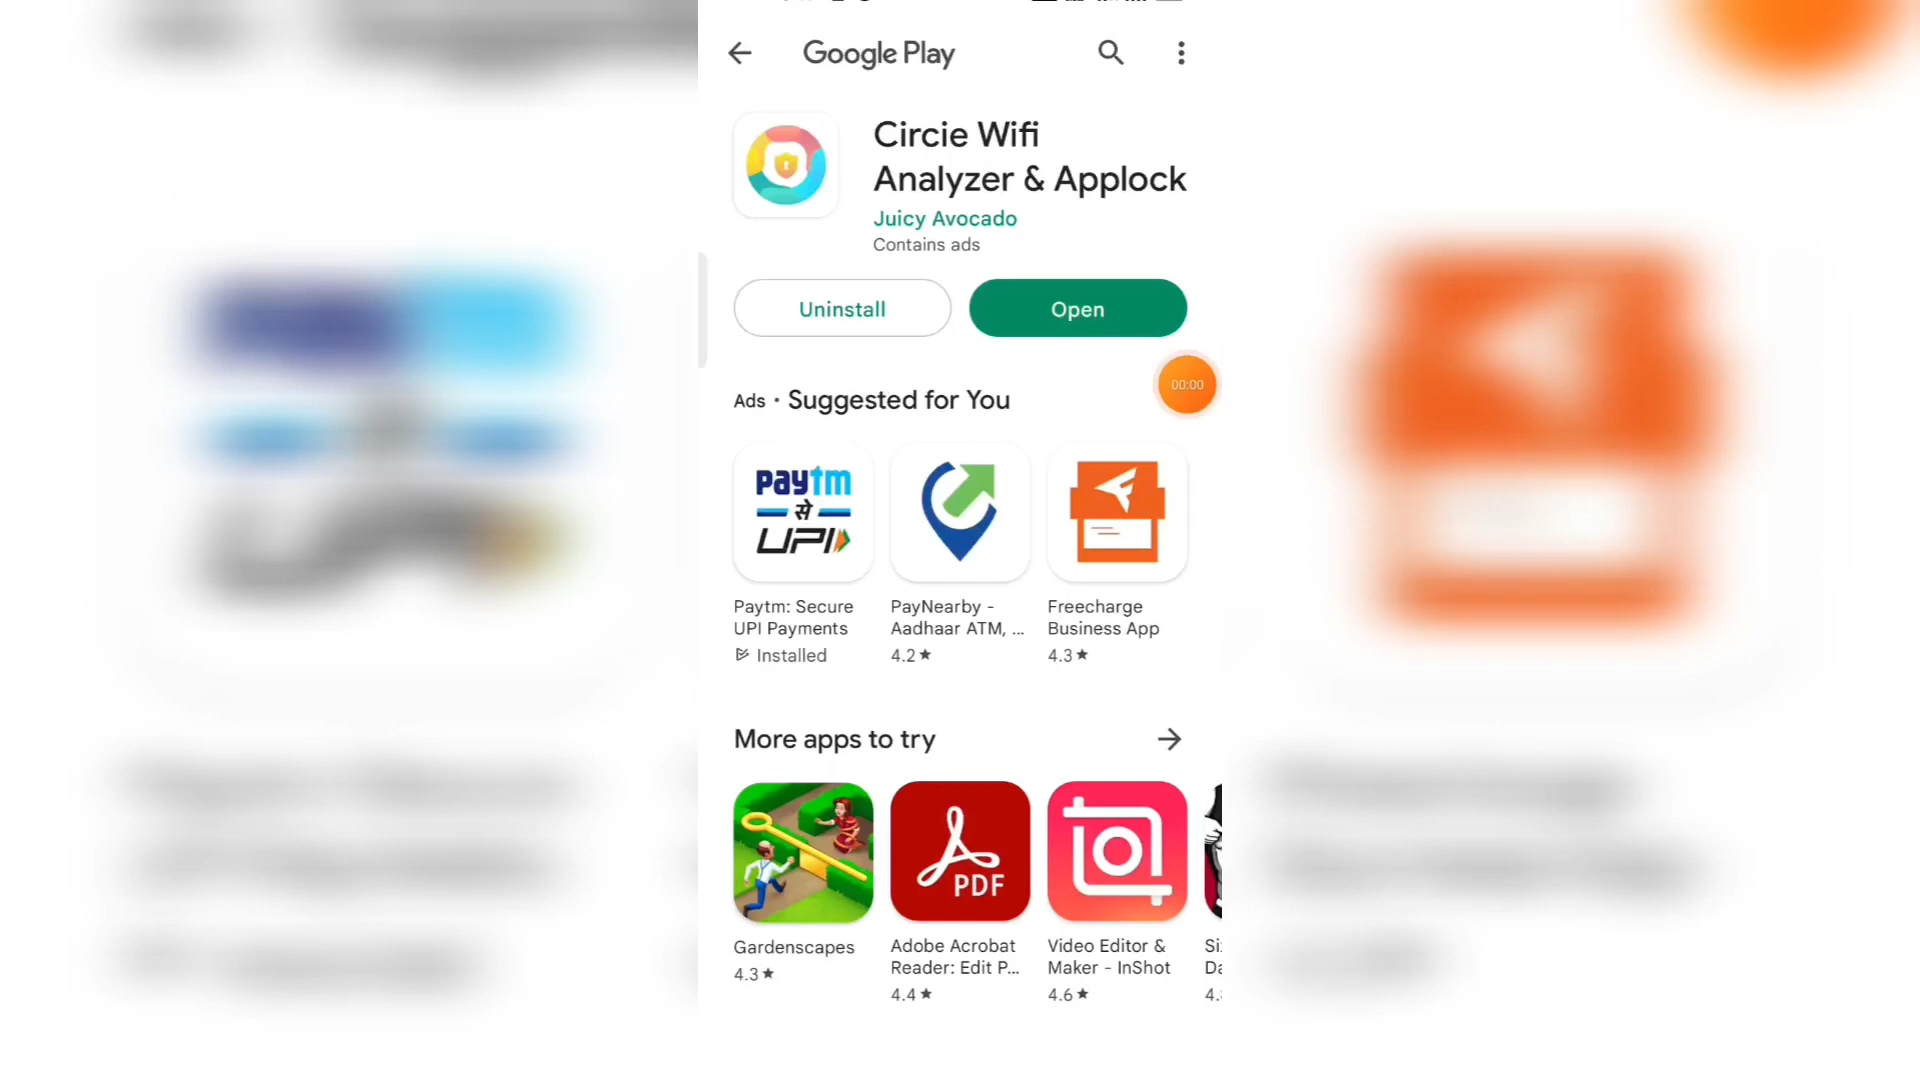 Google Play
Circie Wifi
Analyzer & Applock
Juicy Avocado
Contains ads
Uninstall
Open
00:00
Ads • Suggested for You
paytm
से
UPI
Paytm: Secure
UPI Payments
Installed
PayNearby -
Aadhaar ATM, ...
4.2★
Freecharge
Business App
4.3★
More apps to try
PDF
Gardenscapes
4.3★
Adobe Acrobat
Reader: Edit P...
4.4★
Video Editor &
Maker - InShot
4.6★